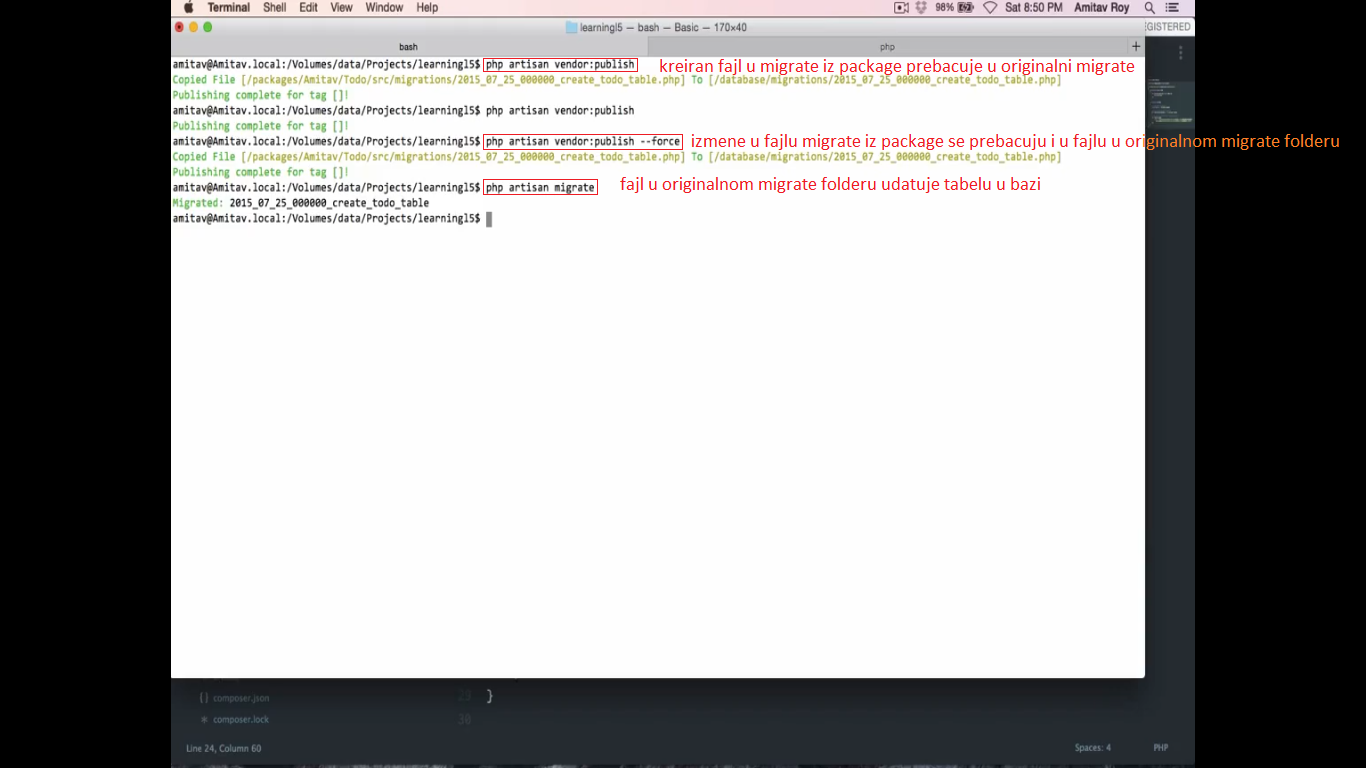 Terminal Shell Edit View Window Help 98% Sat 8:50 PM Amitav Roy
learningl5 — bash — Basic — 170×40
EGISTERED
bash php +
amitav@Amitav.local:/Volumes/data/Projects/learningl5$ php artisan vendor:publish kreiran fajl u migrate iz package prebacuje u originalni migrate
Copied File [/packages/Amitav/Todo/src/migrations/2015_07_25_000000_create_todo_table.php] To [/database/migrations/2015_07_25_000000_create_todo_table.php]
Publishing complete for tag []!
amitav@Amitav.local:/Volumes/data/Projects/learningl5$ php artisan vendor:publish
Publishing complete for tag []!
amitav@Amitav.local:/Volumes/data/Projects/learningl5$ php artisan vendor:publish --force izmene u fajlu migrate iz package se prebacuju i u fajlu u originalnom migrate folderu
Copied File [/packages/Amitav/Todo/src/migrations/2015_07_25_000000_create_todo_table.php] To [/database/migrations/2015_07_25_000000_create_todo_table.php]
Publishing complete for tag []!
amitav@Amitav.local:/Volumes/data/Projects/learningl5$ php artisan migrate fajl u originalnom migrate folderu udatuje tabelu u bazi
Migrated: 2015_07_25_000000_create_todo_table
amitav@Amitav.local:/Volumes/data/Projects/learningl5$
{} composer.json 29 }
* composer.lock 30
Line 24, Column 60 Spaces: 4 PHP